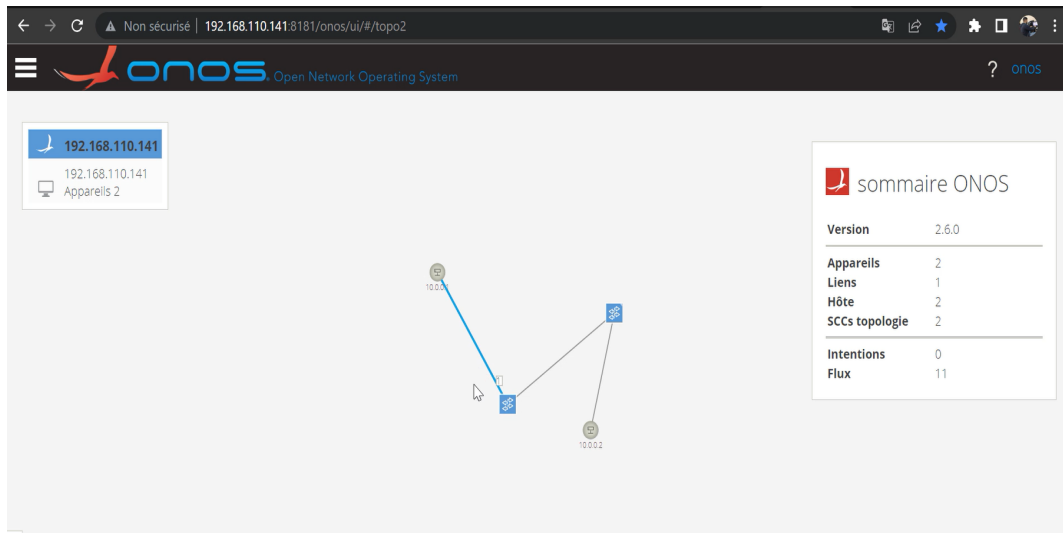 Non sécurisé | 192.168.110.141:8181/onos/ui/#/topo2
onos. Open Network Operating System
? onos
192.168.110.141
192.168.110.141
Appareils 2
sommaire ONOS
Version 2.6.0
Appareils 2
Liens 1
Hôte 2
SCCs topologie 2
Intentions 0
Flux 11
10.0.0.1
10.0.0.2